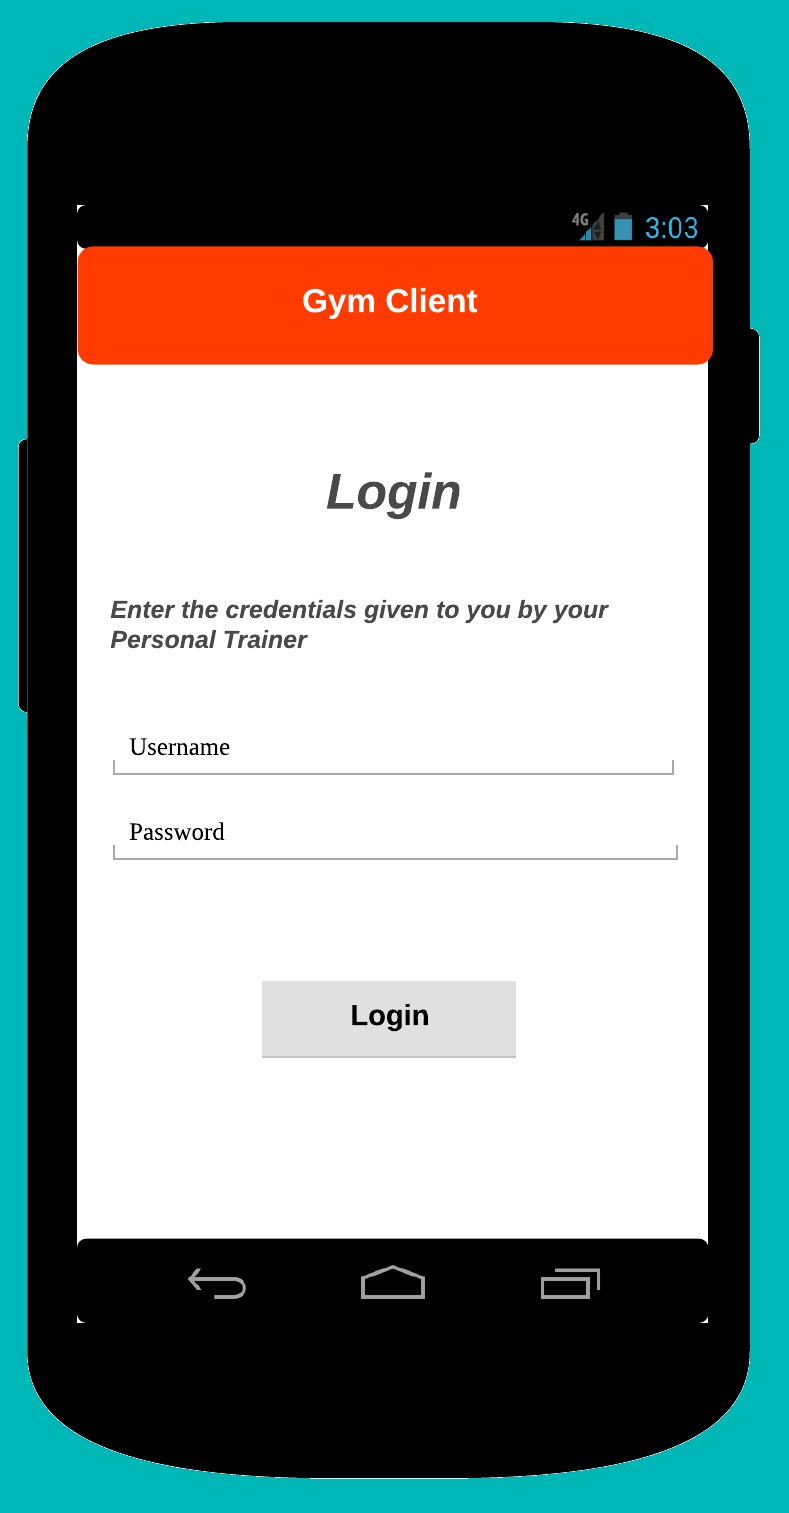 4G 3:03
Gym Client
Login
Enter the credentials given to you by your
Personal Trainer
Username
Password
Login